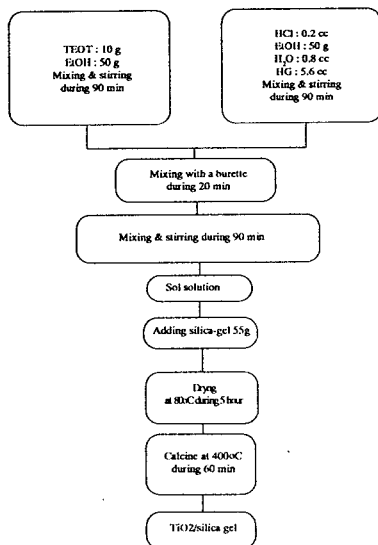 TEOT : 10 g
EtOH : 50 g
Mixing & stirring
during 90 min
HCl : 0.2 cc
EtOH : 50 g
H2O : 0.8 cc
HG : 5.6 cc
Mixing & stirring
during 90 min
Mixing with a burette
during 20 min
Mixing & stirring during 90 min
Sol solution
Adding silica-gel 55g
Dryng
at 80oC during 5 hour
Calcine at 400oC
during 60 min
TiO2/silica gel